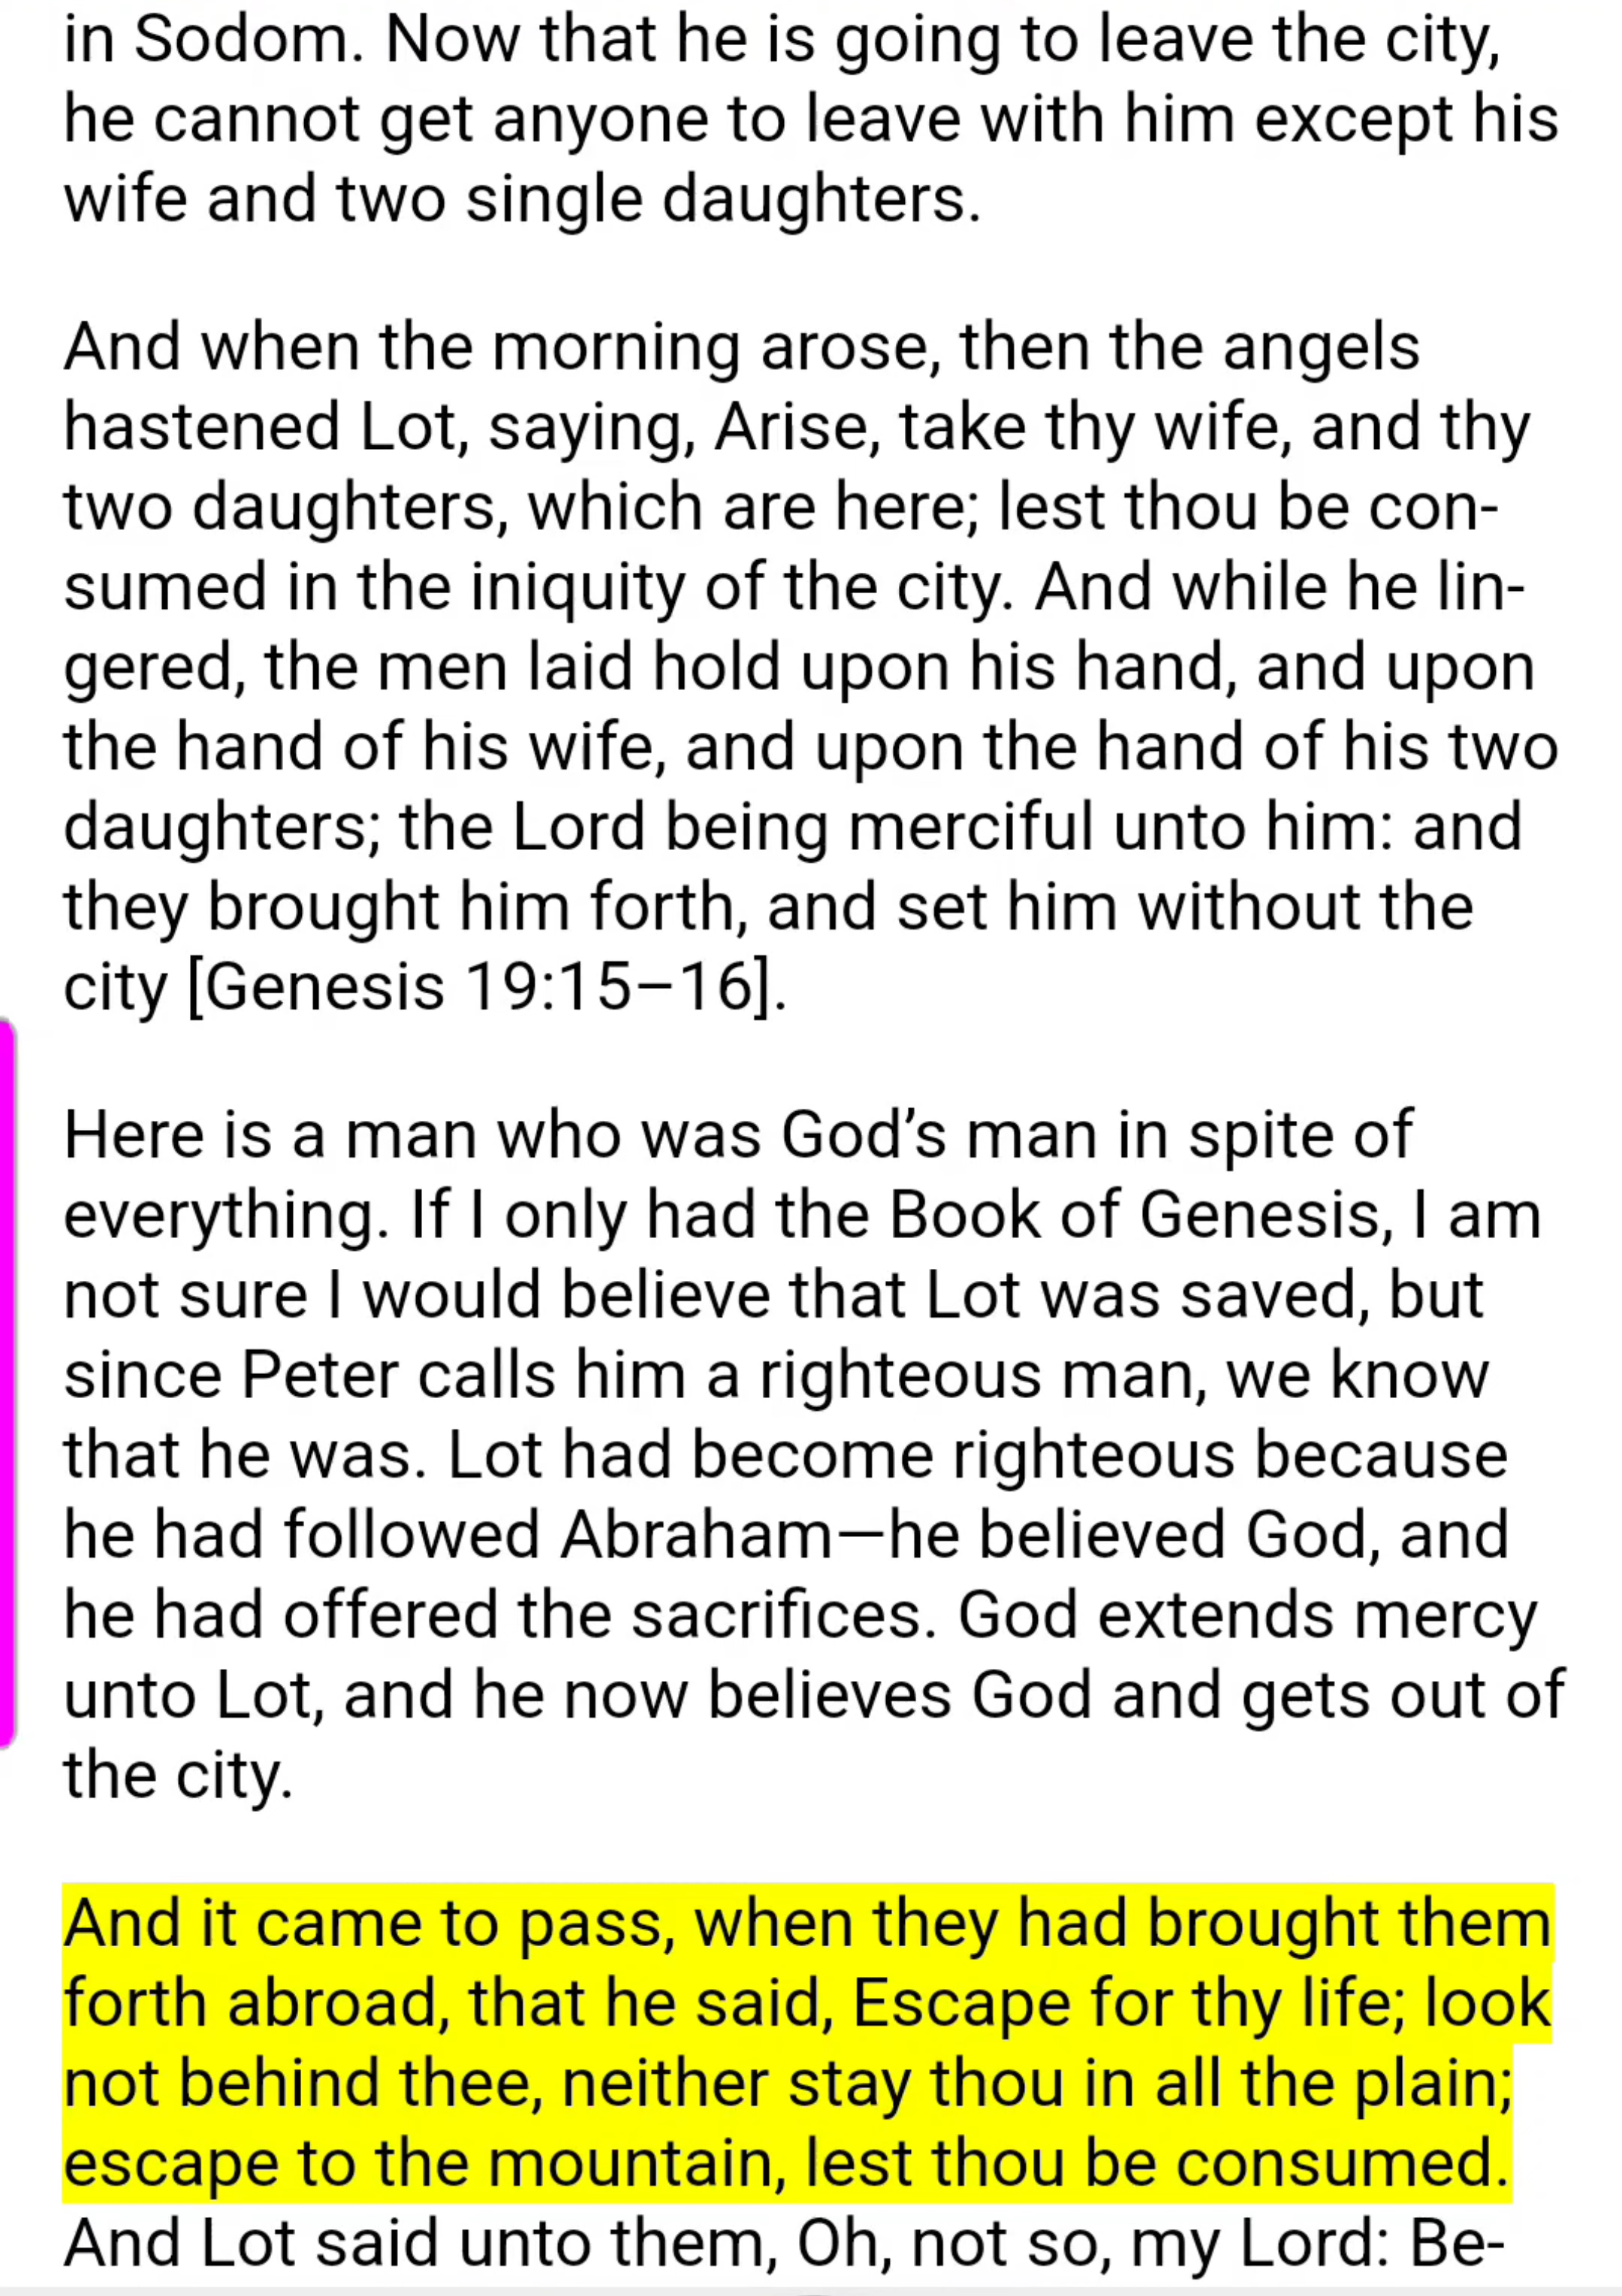 in Sodom. Now that he is going to leave the city,
he cannot get anyone to leave with him except his
wife and two single daughters.
And when the morning arose, then the angels
hastened Lot, saying, Arise, take thy wife, and thy
two daughters, which are here; lest thou be con-
sumed in the iniquity of the city. And while he lin-
gered, the men laid hold upon his hand, and upon
the hand of his wife, and upon the hand of his two
daughters; the Lord being merciful unto him: and
they brought him forth, and set him without the
city [Genesis 19:15–16].
Here is a man who was God’s man in spite of
everything. If I only had the Book of Genesis, I am
not sure I would believe that Lot was saved, but
since Peter calls him a righteous man, we know
that he was. Lot had become righteous because
he had followed Abraham—he believed God, and
he had offered the sacrifices. God extends mercy
unto Lot, and he now believes God and gets out of
the city.
And it came to pass, when they had brought them
forth abroad, that he said, Escape for thy life; look
not behind thee, neither stay thou in all the plain;
escape to the mountain, lest thou be consumed.
And Lot said unto them, Oh, not so, my Lord: Be-